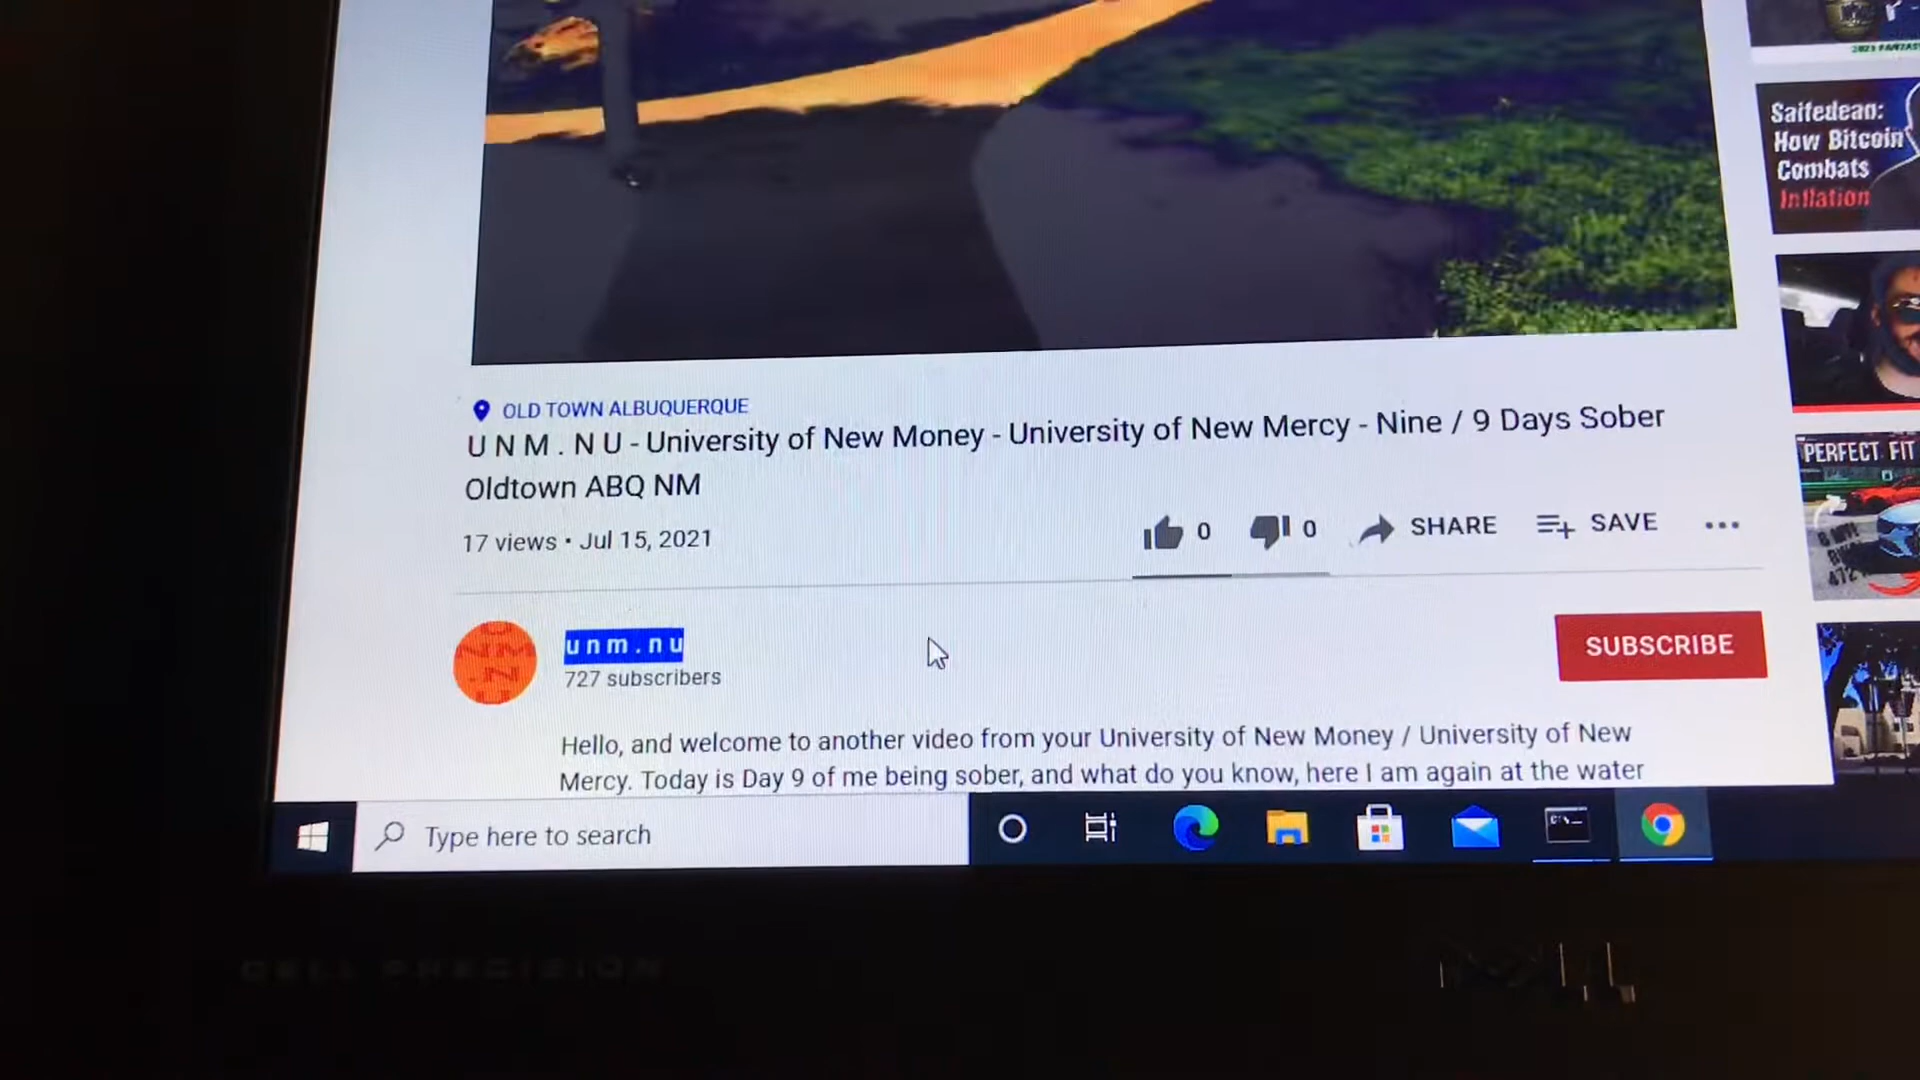 Saifedean:
How Bitcoin
Combats
Inflation
OLD TOWN ALBUQUERQUE
U N M . N U - University of New Money - University of New Mercy - Nine / 9 Days Sober
Oldtown ABQ NM
PERFECT FIT
17 views • Jul 15, 2021
0
0
SHARE
SAVE
u n m . n u
727 subscribers
SUBSCRIBE
Hello, and welcome to another video from your University of New Money / University of New
Mercy. Today is Day 9 of me being sober, and what do you know, here I am again at the water
Type here to search
DELL PRECISION
DELL